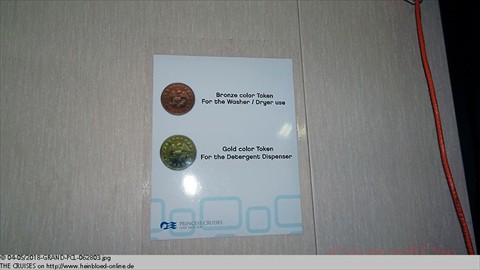 Bronze color Token
For the Washer / Dryer use
Gold color Token
For the Detergent Dispenser
PRINCESS CRUISES
© 04-05/2018-GRAND-PCL-062803.jpg
THE CRUISES on http://www.heinbloed-online.de